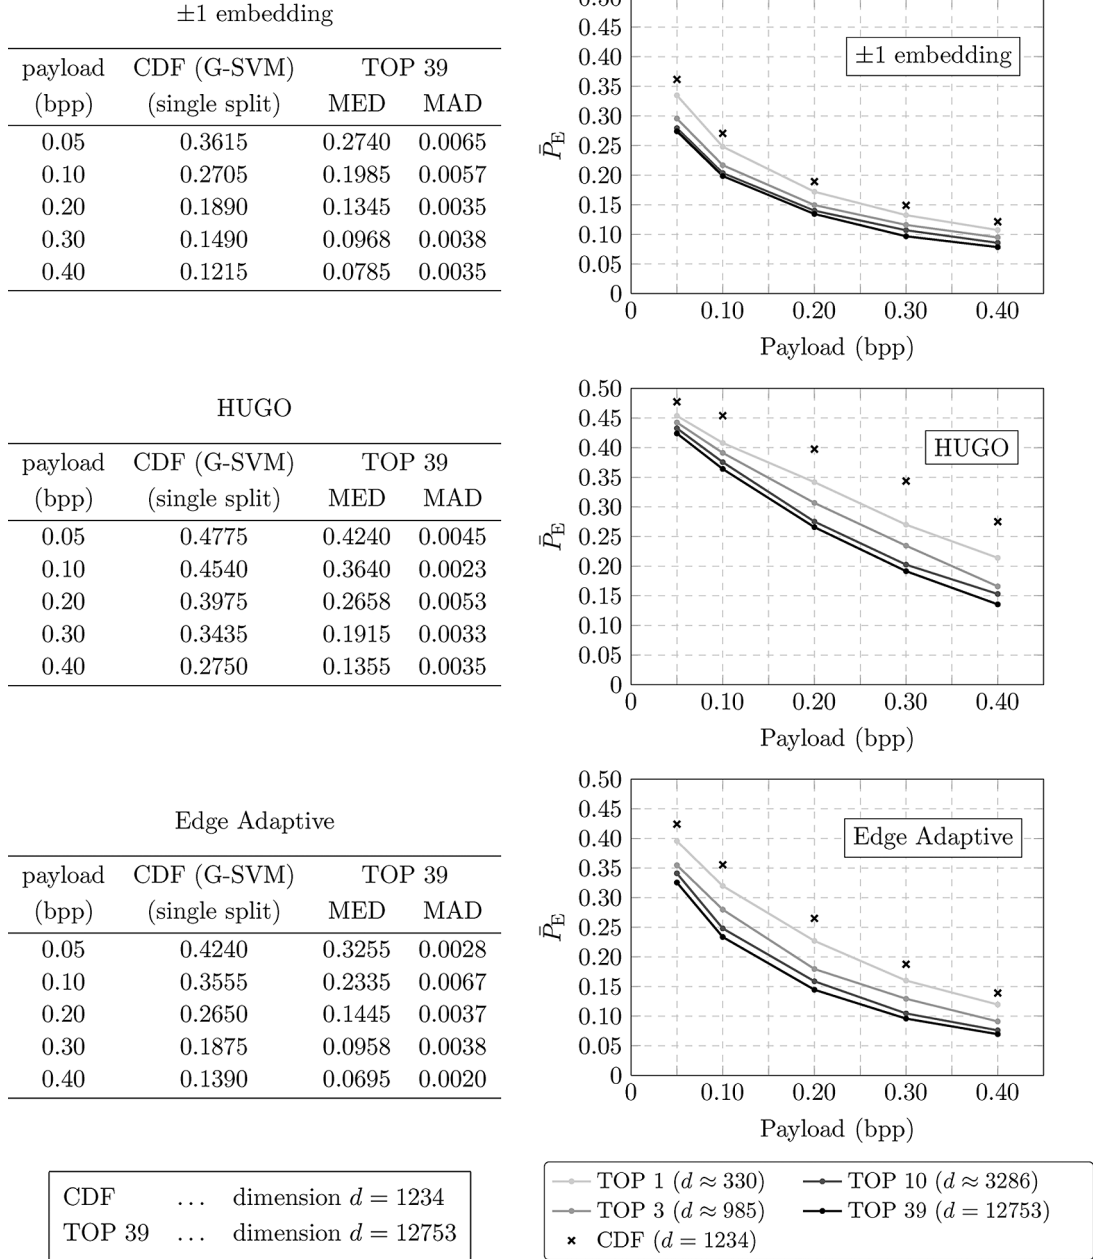 ±1 embedding
payload CDF (G-SVM) TOP 39
(bpp) (single split) MED MAD
0.05 0.3615 0.2740 0.0065
0.10 0.2705 0.1985 0.0057
0.20 0.1890 0.1345 0.0035
0.30 0.1490 0.0968 0.0038
0.40 0.1215 0.0785 0.0035
0.50
0.45
0.40
0.35
0.30
0.25
0.20
0.15
0.10
0.05
0
P̄E
±1 embedding
0 0.10 0.20 0.30 0.40
Payload (bpp)
HUGO
payload CDF (G-SVM) TOP 39
(bpp) (single split) MED MAD
0.05 0.4775 0.4240 0.0045
0.10 0.4540 0.3640 0.0023
0.20 0.3975 0.2658 0.0053
0.30 0.3435 0.1915 0.0033
0.40 0.2750 0.1355 0.0035
0.50
0.45
0.40
0.35
0.30
0.25
0.20
0.15
0.10
0.05
0
P̄E
HUGO
0 0.10 0.20 0.30 0.40
Payload (bpp)
Edge Adaptive
payload CDF (G-SVM) TOP 39
(bpp) (single split) MED MAD
0.05 0.4240 0.3255 0.0028
0.10 0.3555 0.2335 0.0067
0.20 0.2650 0.1445 0.0037
0.30 0.1875 0.0958 0.0038
0.40 0.1390 0.0695 0.0020
0.50
0.45
0.40
0.35
0.30
0.25
0.20
0.15
0.10
0.05
0
P̄E
Edge Adaptive
0 0.10 0.20 0.30 0.40
Payload (bpp)
CDF ... dimension d = 1234
TOP 39 ... dimension d = 12753
TOP 1 (d ≈ 330) TOP 10 (d ≈ 3286)
TOP 3 (d ≈ 985) TOP 39 (d = 12753)
CDF (d = 1234)